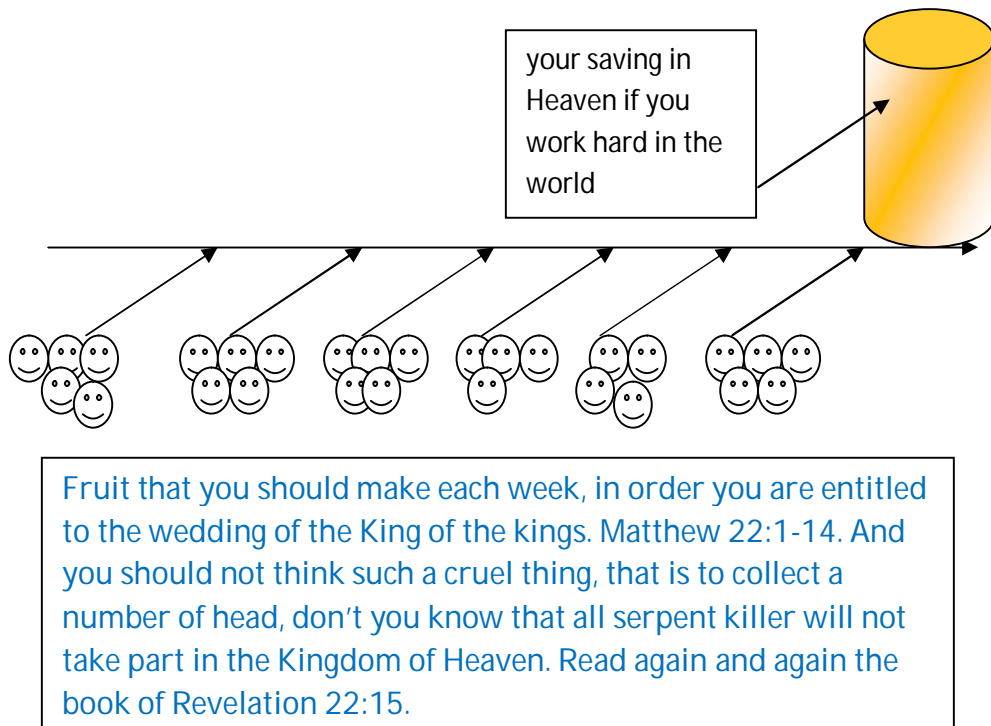 your saving in
Heaven if you
work hard in the
world
Fruit that you should make each week, in order you are entitled
to the wedding of the King of the kings. Matthew 22:1-14. And
you should not think such a cruel thing, that is to collect a
number of head, don't you know that all serpent killer will not
take part in the Kingdom of Heaven. Read again and again the
book of Revelation 22:15.